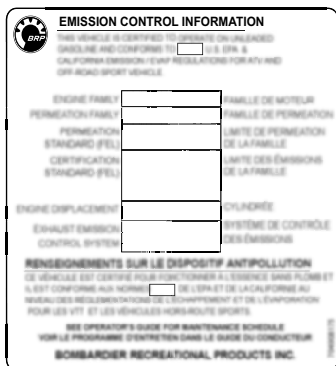 BRP
EMISSION CONTROL INFORMATION
THIS VEHICLE IS CERTIFIED TO OPERATE ON UNLEADED
GASOLINE AND CONFORMS TO U.S. EPA &
CALIFORNIA EMISSION / EVAP REGULATIONS FOR ATV AND
OFF-ROAD SPORT VEHICLE.
ENGINE FAMILY FAMILLE DE MOTEUR
PERMEATION FAMILY FAMILLE DE PERMEATION
PERMEATION LIMITE DE PERMEATION
STANDARD (FEL) DE LA FAMILLE
CERTIFICATION LIMITE DES ÉMISSIONS
STANDARD (FEL) DE LA FAMILLE
ENGINE DISPLACEMENT CYLINDRÉE
EXHAUST EMISSION SYSTÈME DE CONTRÔLE
CONTROL SYSTEM DES ÉMISSIONS
RENSEIGNEMENTS SUR LE DISPOSITIF ANTIPOLLUTION
CE VÉHICULE EST CERTIFIÉ POUR FONCTIONNER À L'ESSENCE SANS PLOMB ET
IL EST CONFORME AUX NORMES DE L'EPA ET DE LA CALIFORNIE AU
NIVEAU DES RÉGLEMENTATIONS DE L'ÉCHAPPEMENT ET DE L'ÉVAPORATION
POUR LES VTT ET LES VÉHICULES HORS-ROUTE SPORTS.
SEE OPERATOR'S GUIDE FOR MAINTENANCE SCHEDULE
VOIR LE PROGRAMME D'ENTRETIEN DANS LE GUIDE DU CONDUCTEUR
BOMBARDIER RECREATIONAL PRODUCTS INC.